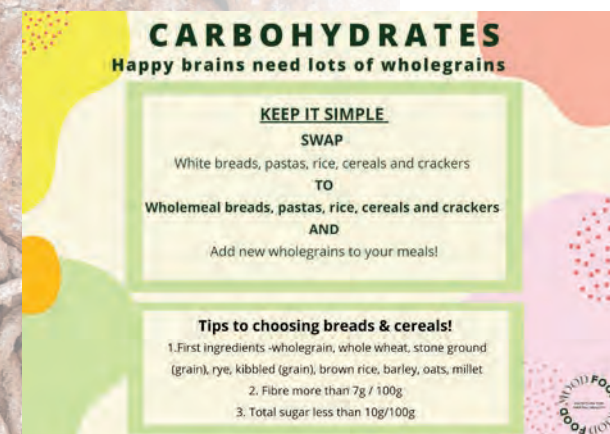 CARBOHYDRATES
Happy brains need lots of wholegrains
KEEP IT SIMPLE
SWAP
White breads, pastas, rice, cereals and crackers
TO
Wholemeal breads, pastas, rice, cereals and crackers
AND
Add new wholegrains to your meals!
Tips to choosing breads & cereals!
1.First ingredients -wholegrain, whole wheat, stone ground
(grain), rye, kibbled (grain), brown rice, barley, oats, millet
2. Fibre more than 7g / 100g
3. Total sugar less than 10g/100g
MOOD FOOD